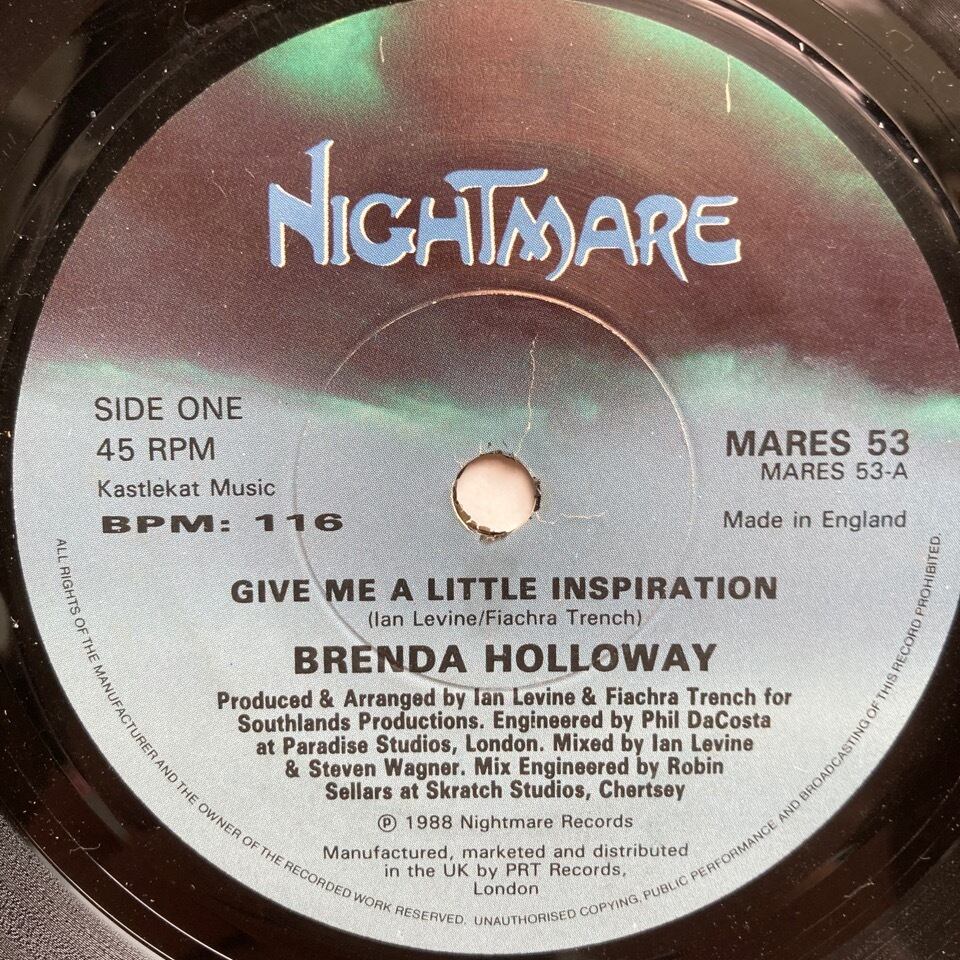 NIGHTMARE
SIDE ONE
45 RPM
Kastlekat Music
BPM: 116
MARES 53
MARES 53-A
Made in England
GIVE ME A LITTLE INSPIRATION
(Ian Levine/Fiachra Trench)
BRENDA HOLLOWAY
Produced & Arranged by Ian Levine & Fiachra Trench for
Southlands Productions. Engineered by Phil DaCosta
at Paradise Studios, London. Mixed by Ian Levine
& Steven Wagner. Mix Engineered by Robin
Sellars at Skratch Studios, Chertsey
℗ 1988 Nightmare Records
Manufactured, marketed and distributed
in the UK by PRT Records,
London
ALL RIGHTS OF THE MANUFACTURER AND THE OWNER OF THE RECORDED WORK RESERVED. UNAUTHORISED COPYING, PUBLIC PERFORMANCE AND BROADCASTING OF THIS RECORD PROHIBITED.